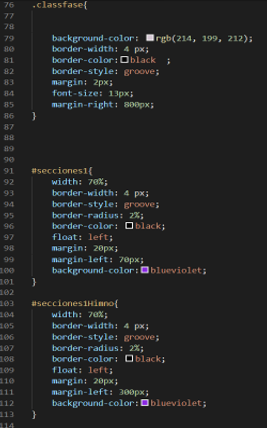 76 .classfase{
77
78
79 background-color: rgb(214, 199, 212);
80 border-width: 4 px;
81 border-color: black ;
82 border-style: groove;
83 margin: 2px;
84 font-size: 13px;
85 margin-right: 800px;
86 }
87
88
89
90
91 #secciones1{
92 width: 70%;
93 border-width: 4 px;
94 border-style: groove;
95 border-radius: 2%;
96 border-color: black;
97 float: left;
98 margin: 20px;
99 margin-left: 70px;
100 background-color: blueviolet;
101 }
102
103 #secciones1Himno{
104 width: 70%;
105 border-width: 4 px;
106 border-style: groove;
107 border-radius: 2%;
108 border-color: black;
109 float: left;
110 margin: 20px;
111 margin-left: 300px;
112 background-color: blueviolet;
113 }
114